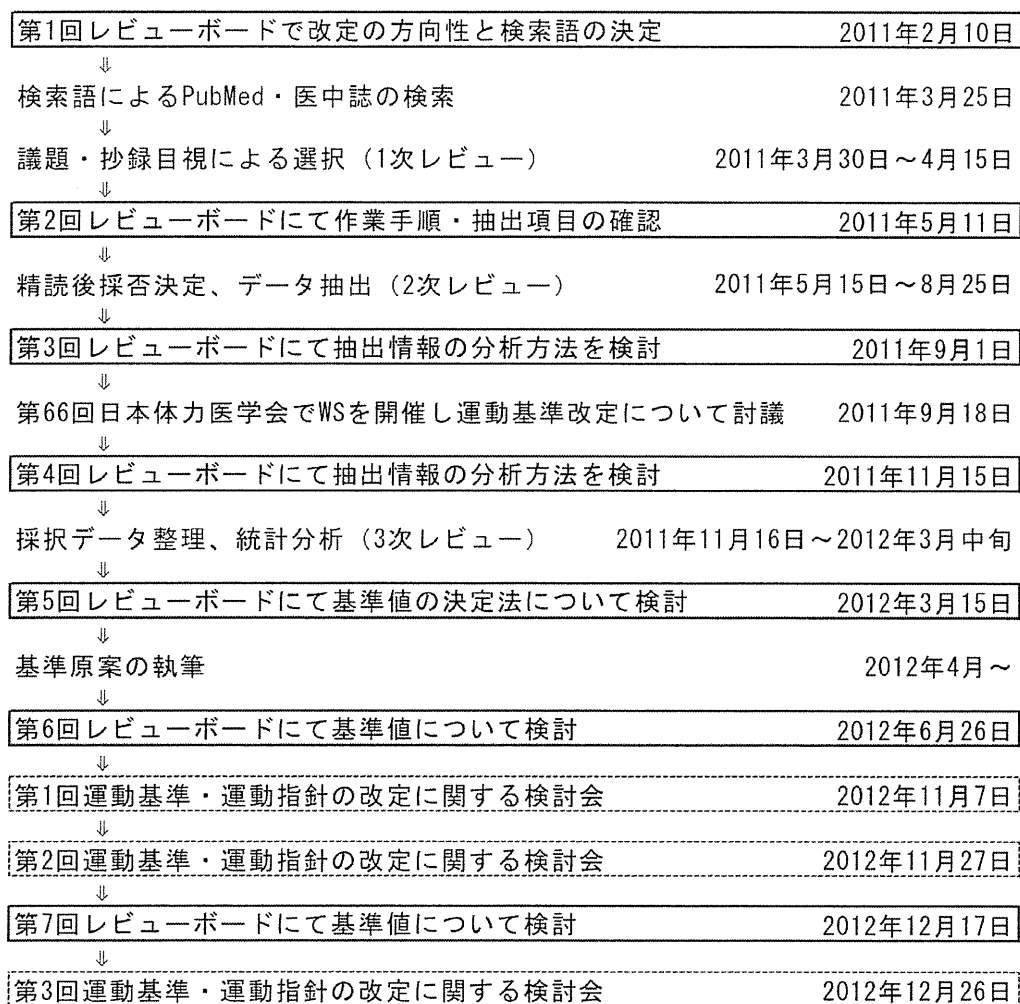 第1回レビューボードで改定の方向性と検索語の決定 2011年2月10日
⇓
検索語によるPubMed・医中誌の検索 2011年3月25日
⇓
議題・抄録目視による選択（1次レビュー） 2011年3月30日～4月15日
⇓
第2回レビューボードにて作業手順・抽出項目の確認 2011年5月11日
⇓
精読後採否決定、データ抽出（2次レビュー） 2011年5月15日～8月25日
⇓
第3回レビューボードにて抽出情報の分析方法を検討 2011年9月1日
⇓
第66回日本体力医学会でWSを開催し運動基準改定について討議 2011年9月18日
⇓
第4回レビューボードにて抽出情報の分析方法を検討 2011年11月15日
⇓
採択データ整理、統計分析（3次レビュー） 2011年11月16日～2012年3月中旬
⇓
第5回レビューボードにて基準値の決定法について検討 2012年3月15日
⇓
基準原案の執筆 2012年4月～
⇓
第6回レビューボードにて基準値について検討 2012年6月26日
⇓
第1回運動基準・運動指針の改定に関する検討会 2012年11月7日
⇓
第2回運動基準・運動指針の改定に関する検討会 2012年11月27日
⇓
第7回レビューボードにて基準値について検討 2012年12月17日
⇓
第3回運動基準・運動指針の改定に関する検討会 2012年12月26日